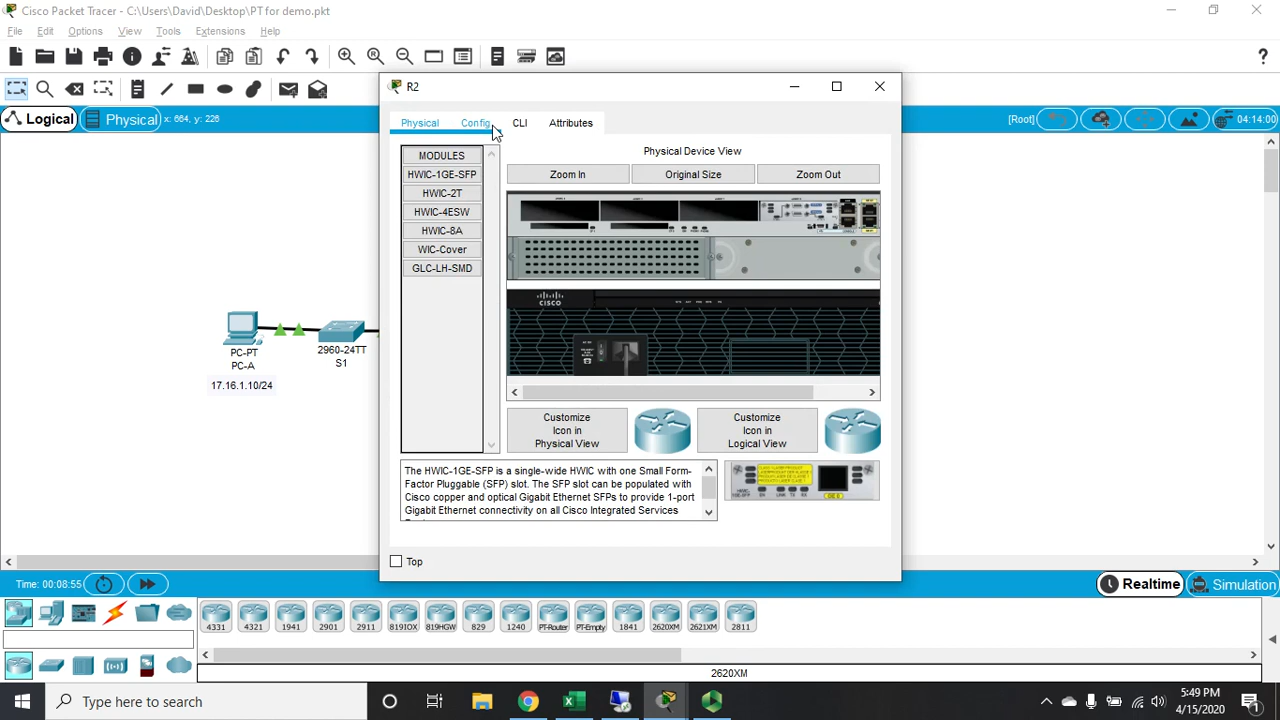 Cisco Packet Tracer - C:\Users\David\Desktop\PT for demo.pkt
File Edit Options View Tools Extensions Help
R2
Logical Physical x: 664, y: 226 [Root] 04:14:00
Physical Config CLI Attributes
MODULES
HWIC-1GE-SFP
HWIC-2T
HWIC-4ESW
HWIC-8A
WIC-Cover
GLC-LH-SMD
Physical Device View
Zoom In Original Size Zoom Out
CISCO
PC-PT
PC-A
17.16.1.10/24
2960-24TT
S1
Customize
Icon in
Physical View
Customize
Icon in
Logical View
The HWIC-1GE-SFP is a single-wide HWIC with one Small Form-
Factor Pluggable (SFP) slot. The SFP slot can be populated with
Cisco copper and optical Gigabit Ethernet SFPs to provide 1-port
Gigabit Ethernet connectivity on all Cisco Integrated Services
Top
Time: 00:08:55 Realtime Simulation
4331 4321 1941 2901 2911 819IOX 819HGW 829 1240 PT-Router PT-Empty 1841 2620XM 2621XM 2811
2620XM
Type here to search
5:49 PM
4/15/2020
1